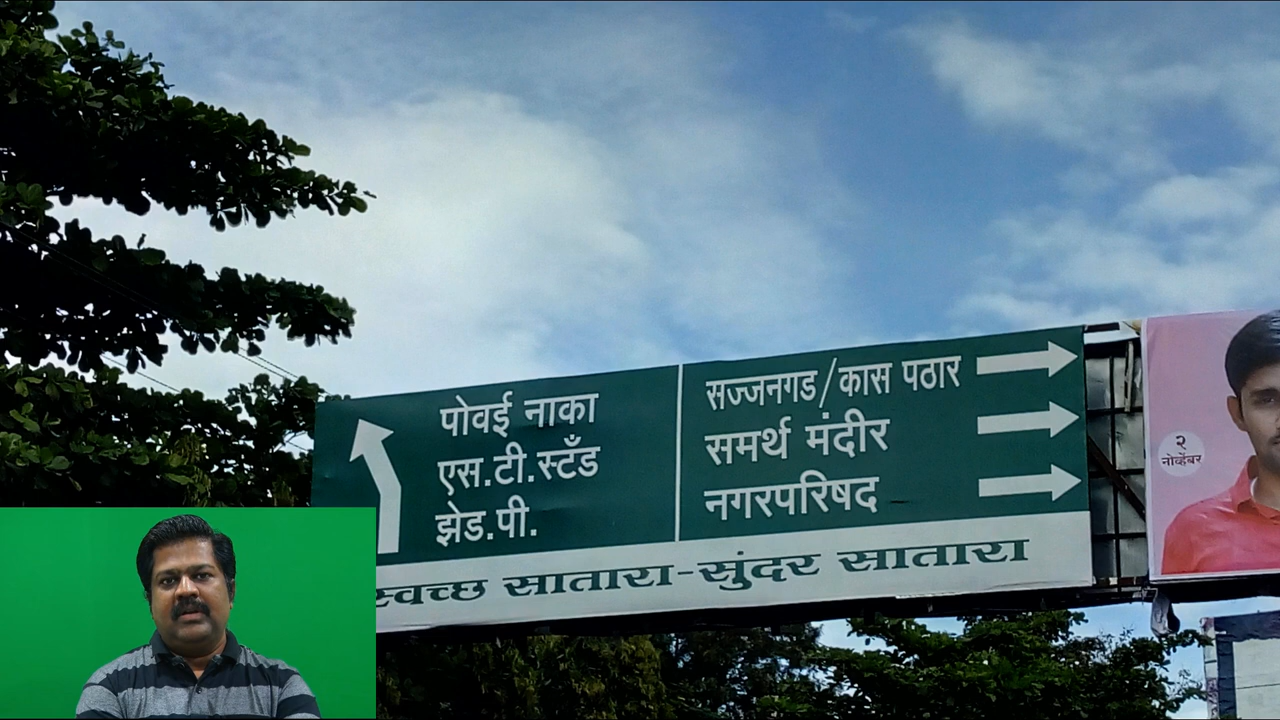 पोवई नाका
एस.टी.स्टँड
झेड.पी.
सज्जनगड/कास पठार
समर्थ मंदीर
नगरपरिषद
स्वच्छ सातारा-सुंदर सातारा
२
नोव्हेंबर